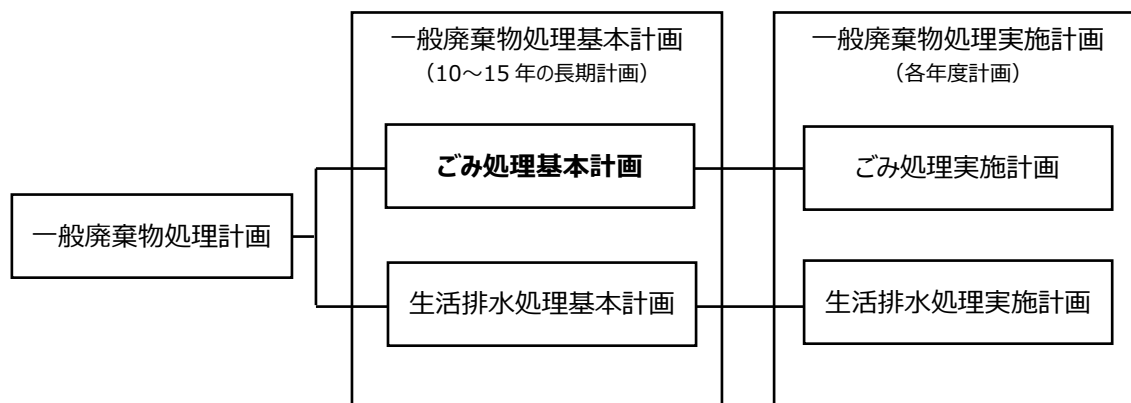 一般廃棄物処理基本計画
（10～15 年の長期計画）
一般廃棄物処理実施計画
（各年度計画）
ごみ処理基本計画
ごみ処理実施計画
一般廃棄物処理計画
生活排水処理基本計画
生活排水処理実施計画